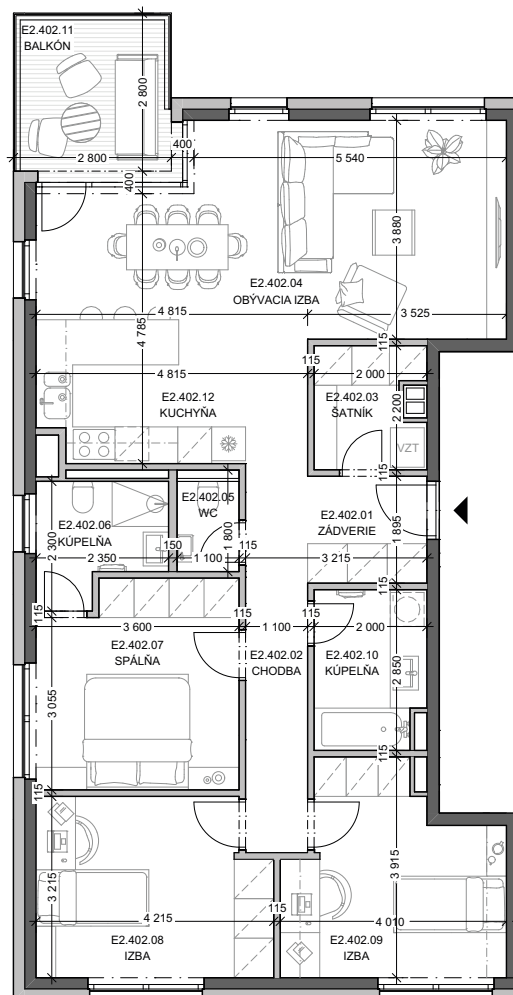 E2.402.11
BALKÓN
2 800
2 800
400
400
5 540
3 880
E2.402.04
OBÝVACIA IZBA
4 815
3 525
4 785
115
115
4 815
2 000
E2.402.12
KUCHYŇA
E2.402.03
ŠATNÍK
2 200
VZT
115
E2.402.05
WC
E2.402.06
KÚPEĽŇA
E2.402.01
ZÁDVERIE
1 895
2 300
1 800
2 350
150
1 100
115
3 215
115
115
115
115
3 600
1 100
2 000
E2.402.07
SPÁLŇA
E2.402.02
CHODBA
E2.402.10
KÚPEĽŇA
2 850
3 055
115
115
3 215
3 915
4 215
115
4 010
E2.402.08
IZBA
E2.402.09
IZBA